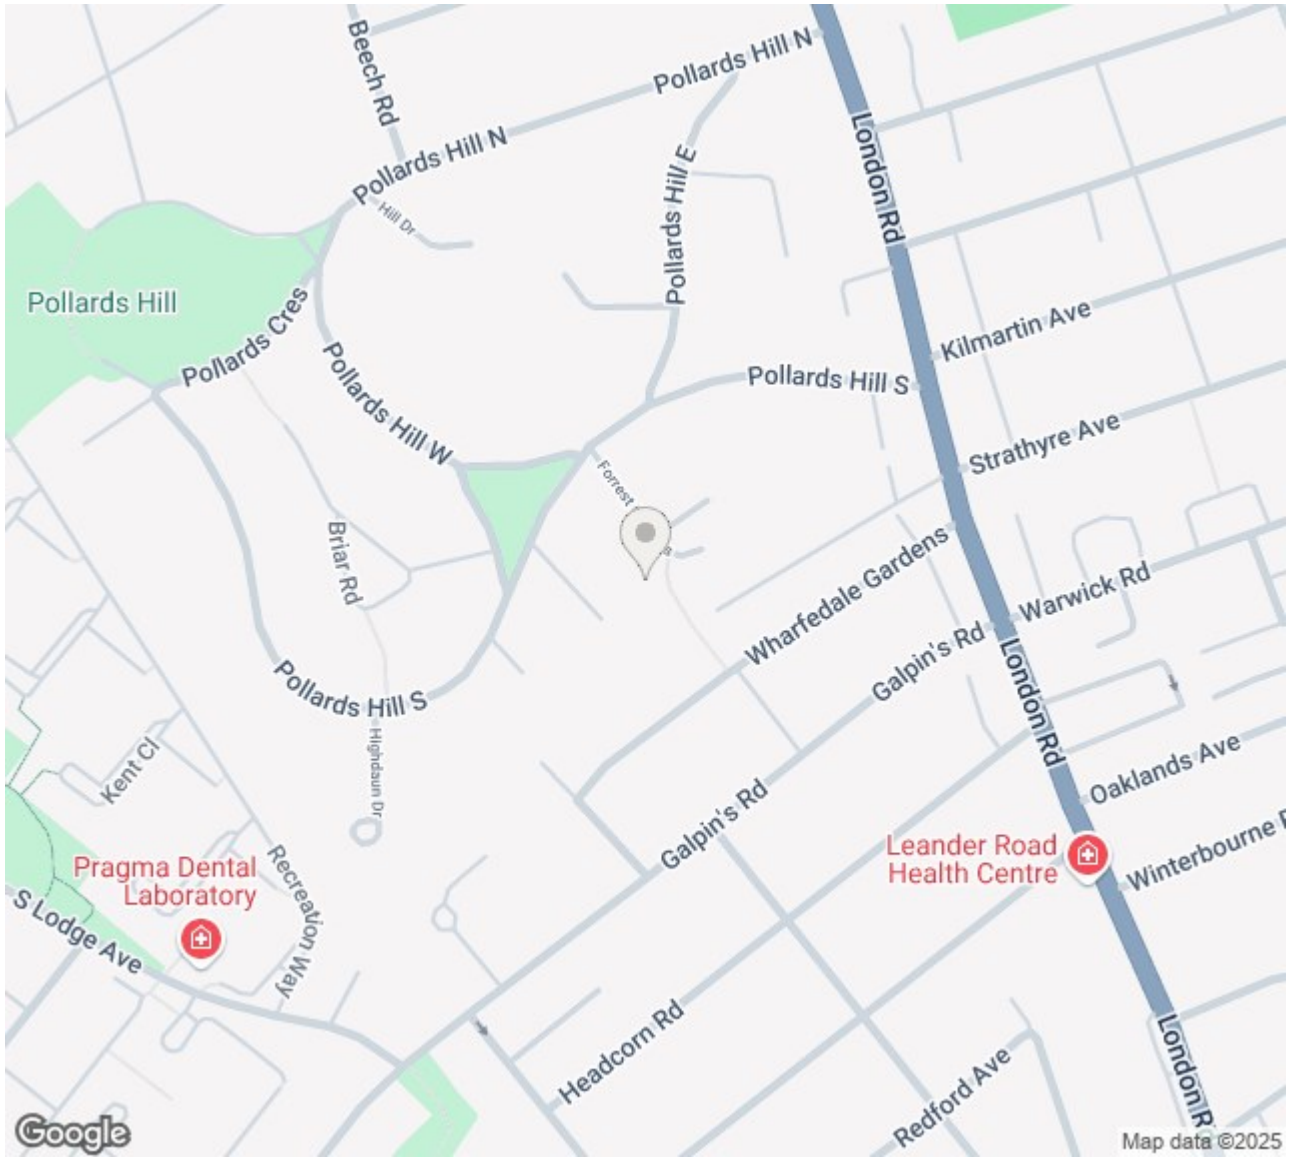 Beech Rd
Pollards Hill N
Pollards Hill N
London Rd
Hill Dr
Pollards Hill E
Pollards Hill
Pollards Cres
Kilmartin Ave
Pollards Hill W
Pollards Hill S
Strathyre Ave
Forrest
Briar Rd
Wharfedale Gardens
Warwick Rd
Galpin's Rd
London Rd
Pollards Hill S
Highdaun Dr
Kent Cl
Oaklands Ave
Galpin's Rd
Leander Road
Health Centre
Winterbourne
Pragma Dental
Laboratory
Recreation Way
S Lodge Ave
Headcorn Rd
Redford Ave
London R
Google
Map data ©2025